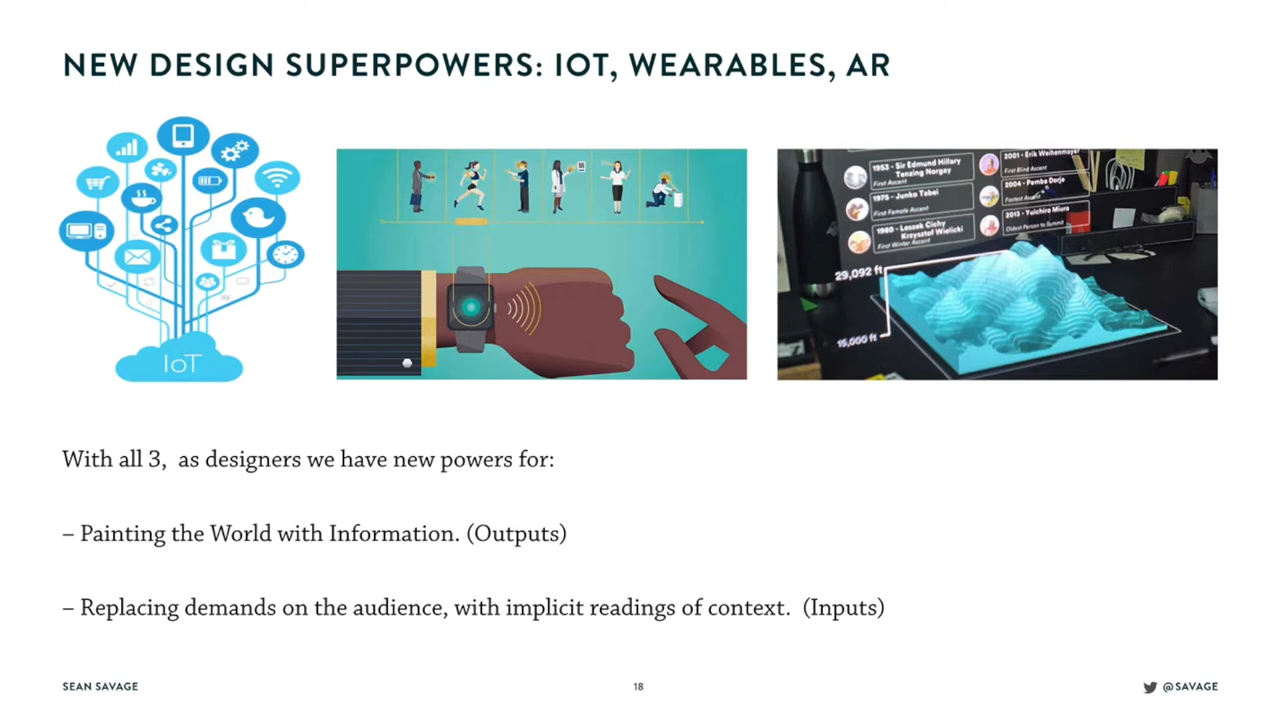 NEW DESIGN SUPERPOWERS: IOT, WEARABLES, AR
IoT
1953 - Sir Edmund Hillary
Tenzing Norgay
First Ascent
1975 - Junko Tabei
First Female Ascent
1980 - Leszek Cichy
Krzysztof Wielicki
First Winter Ascent
2001 - Erik Weihenmayer
First Blind Ascent
2004 - Pemba Dorje
Fastest Ascent
2013 - Yuichiro Miura
Oldest Person to Summit
29,092 ft
15,000 ft
With all 3, as designers we have new powers for:
– Painting the World with Information. (Outputs)
– Replacing demands on the audience, with implicit readings of context. (Inputs)
SEAN SAVAGE
18
@SAVAGE